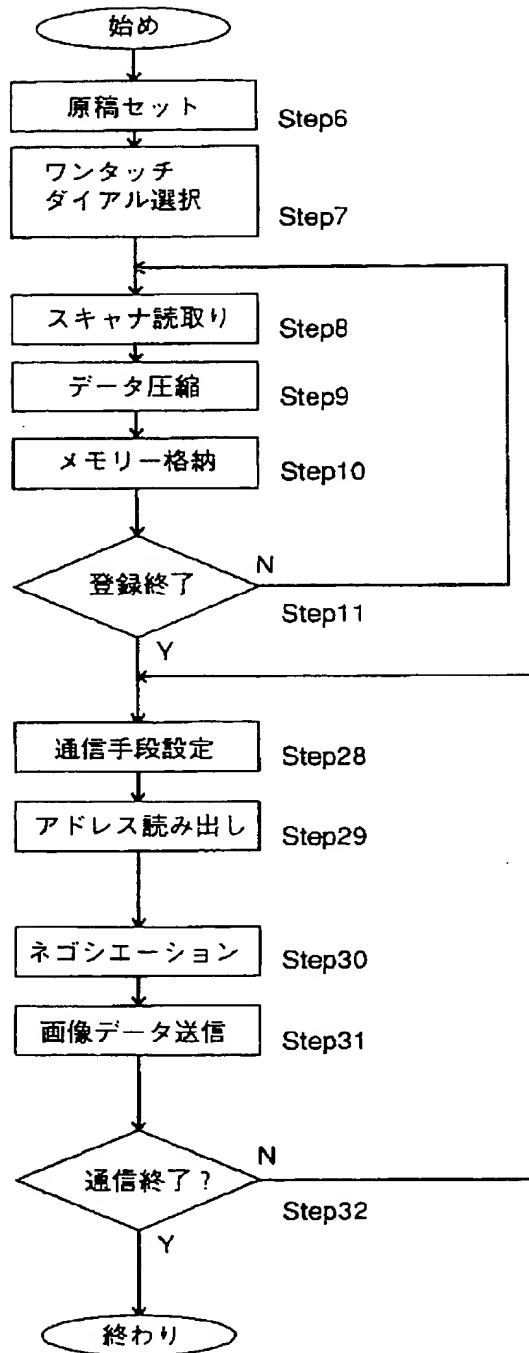 始め
原稿セット
Step6
ワンタッチ
ダイアル選択
Step7
スキャナ読取り
Step8
データ圧縮
Step9
メモリー格納
Step10
登録終了
N
Step11
Y
通信手段設定
Step28
アドレス読み出し
Step29
ネゴシエーション
Step30
画像データ送信
Step31
通信終了?
N
Step32
Y
終わり